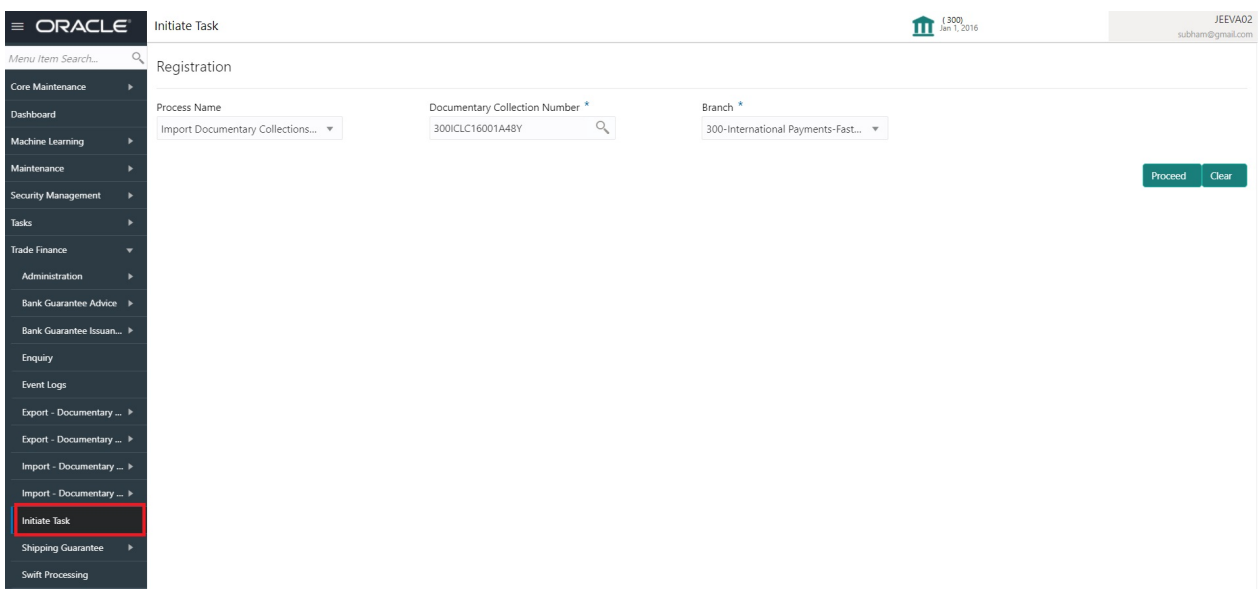 ORACLE
Initiate Task
( 300)
Jan 1, 2016
JEEVA02
subham@gmail.com
Menu Item Search...
Core Maintenance
Dashboard
Machine Learning
Maintenance
Security Management
Tasks
Trade Finance
Administration
Bank Guarantee Advice
Bank Guarantee Issuan...
Enquiry
Event Logs
Export - Documentary ...
Export - Documentary ...
Import - Documentary ...
Import - Documentary ...
Initiate Task
Shipping Guarantee
Swift Processing
Registration
Process Name
Import Documentary Collections...
Documentary Collection Number *
300ICLC16001A48Y
Branch *
300-International Payments-Fast...
Proceed
Clear